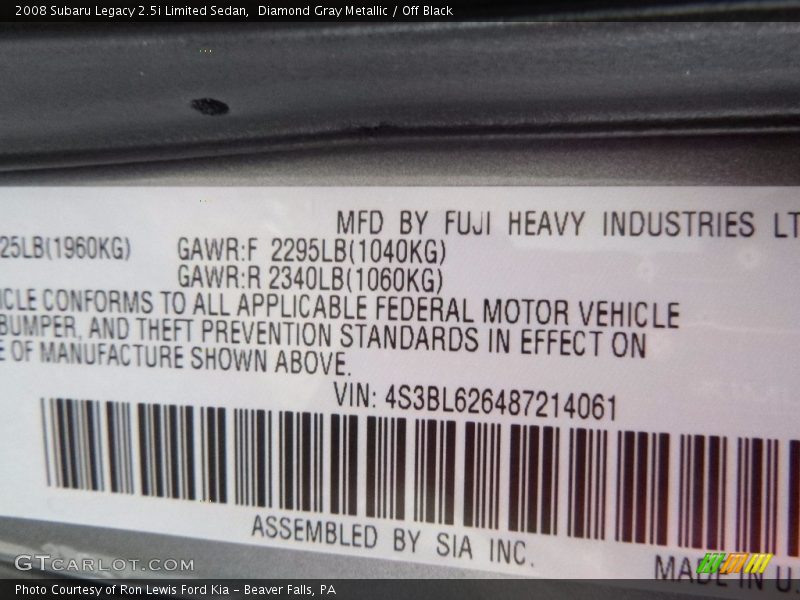 2008 Subaru Legacy 2.5i Limited Sedan,  Diamond Gray Metallic / Off Black
MFD BY FUJI HEAVY INDUSTRIES LT
25LB(1960KG) GAWR:F 2295LB(1040KG)
GAWR:R 2340LB(1060KG)
ICLE CONFORMS TO ALL APPLICABLE FEDERAL MOTOR VEHICLE
BUMPER, AND THEFT PREVENTION STANDARDS IN EFFECT ON
E OF MANUFACTURE SHOWN ABOVE.
VIN: 4S3BL626487214061
ASSEMBLED BY SIA INC.
MADE IN U.
GTCARLOT.COM
Photo Courtesy of Ron Lewis Ford Kia – Beaver Falls, PA